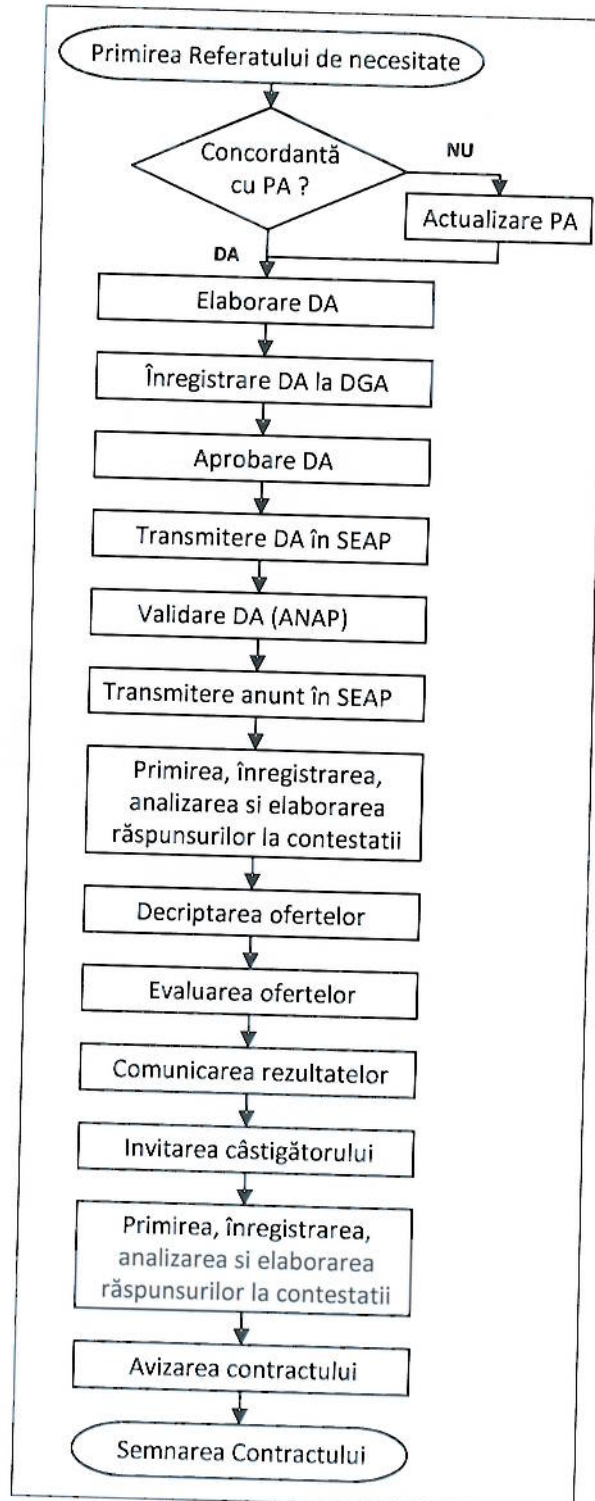 Primirea Referatului de necesitate
Concordantă
cu PA ?
NU
Actualizare PA
DA
Elaborare DA
Înregistrare DA la DGA
Aprobare DA
Transmitere DA în SEAP
Validare DA (ANAP)
Transmitere anunt în SEAP
Primirea, înregistrarea,
analizarea si elaborarea
răspunsurilor la contestatii
Decriptarea ofertelor
Evaluarea ofertelor
Comunicarea rezultatelor
Invitarea câstigătorului
Primirea, înregistrarea,
analizarea si elaborarea
răspunsurilor la contestatii
Avizarea contractului
Semnarea Contractului